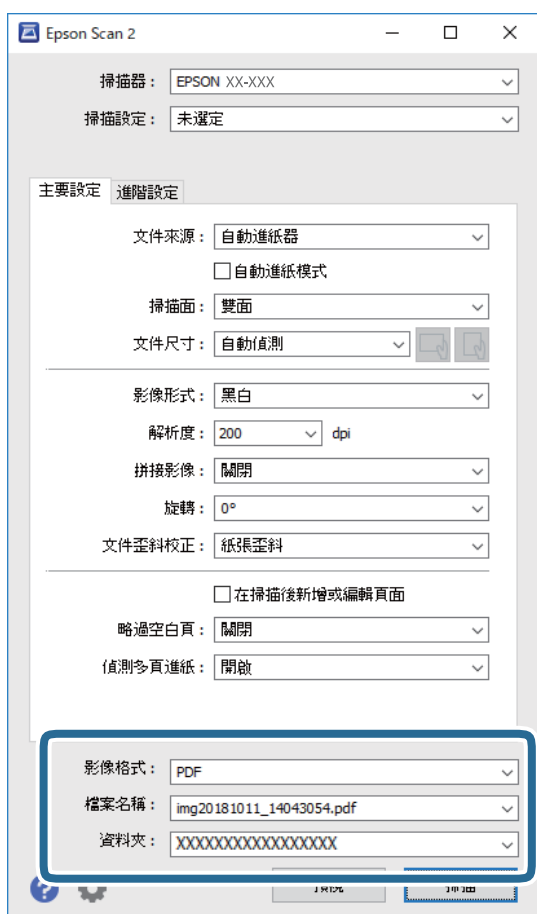 Epson Scan 2
掃描器： EPSON XX-XXX
掃描設定： 未選定
主要設定 進階設定
文件來源： 自動進紙器
自動進紙模式
掃描面： 雙面
文件尺寸： 自動偵測
影像形式： 黑白
解析度： 200 dpi
拼接影像： 關閉
旋轉： 0°
文件歪斜校正： 紙張歪斜
在掃描後新增或編輯頁面
略過空白頁： 關閉
偵測多頁進紙： 開啟
影像格式： PDF
檔案名稱： img20181011_14043054.pdf
資料夾： XXXXXXXXXXXXXXXXX